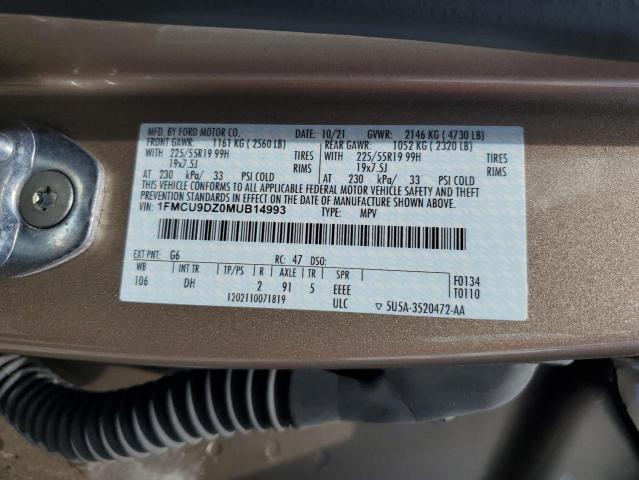 MFD. BY FORD MOTOR CO. DATE: 10/21 GVWR: 2146 KG ( 4730 LB)
FRONT GAWR: 1161 KG ( 2560 LB) REAR GAWR: 1052 KG ( 2320 LB)
WITH 225/55R19 99H TIRES WITH 225/55R19 99H TIRES
19x7.5J RIMS 19x7.5J RIMS
AT 230 kPa/ 33 PSI COLD AT 230 kPa/ 33 PSI COLD
THIS VEHICLE CONFORMS TO ALL APPLICABLE FEDERAL MOTOR VEHICLE SAFETY AND THEFT
PREVENTION STANDARDS IN EFFECT ON THE DATE OF MANUFACTURE SHOWN ABOVE.
VIN: 1FMCU9DZ0MUB14993 TYPE: MPV
EXT PNT: G6 RC: 47 DSO:
WB INT TR TP/PS R AXLE TR SPR F0134
106 DH 2 91 5 EEEE T0110
1202110071819 ULC ▽ 5U5A-3520472-AA